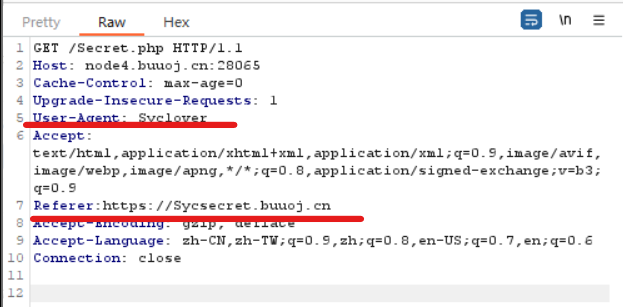 Pretty Raw Hex \n
1 GET /Secret.php HTTP/1.1
2 Host: node4.buuoj.cn:28065
3 Cache-Control: max-age=0
4 Upgrade-Insecure-Requests: 1
5 User-Agent: Syclover
6 Accept:
text/html,application/xhtml+xml,application/xml;q=0.9,image/avif,
image/webp,image/apng,*/*;q=0.8,application/signed-exchange;v=b3;
q=0.9
7 Referer:https://Sycsecret.buuoj.cn
8 Accept-Encoding: gzip, deflate
9 Accept-Language: zh-CN,zh-TW;q=0.9,zh;q=0.8,en-US;q=0.7,en;q=0.6
10 Connection: close
11
12